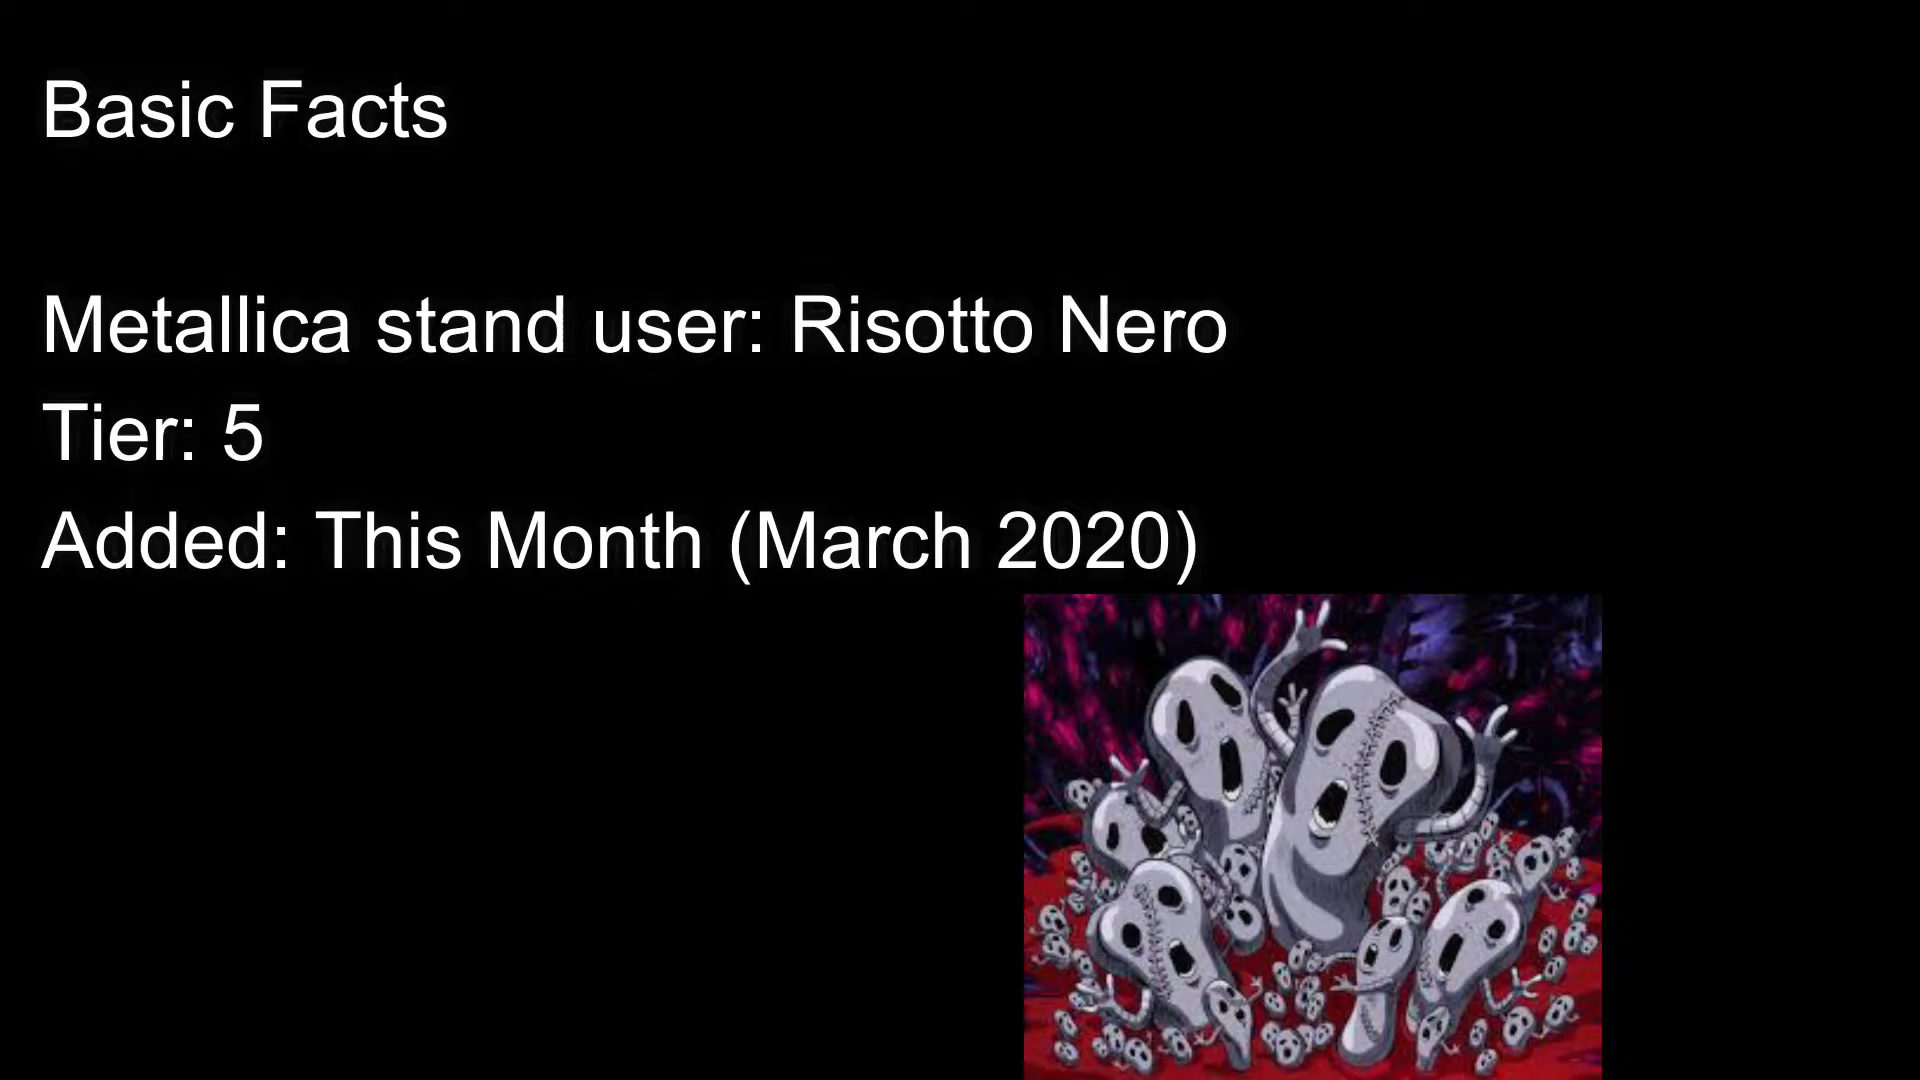 Basic Facts
Metallica stand user: Risotto Nero
Tier: 5
Added: This Month (March 2020)